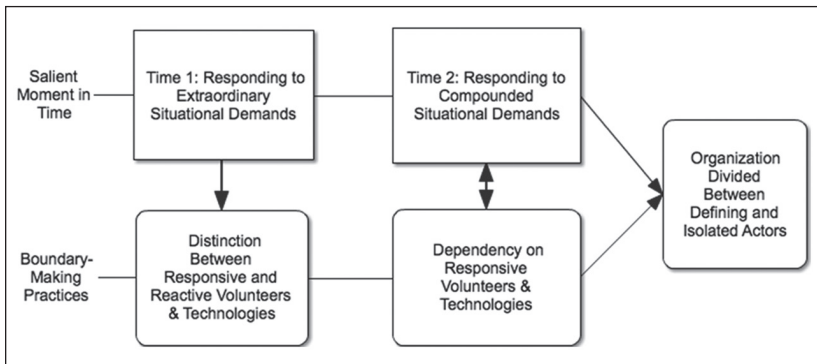 Salient
Moment in
Time
Time 1: Responding to
Extraordinary
Situational Demands
Time 2: Responding to
Compounded
Situational Demands
Organization
Divided
Between
Defining and
Isolated Actors
Boundary-
Making
Practices
Distinction
Between
Responsive and
Reactive Volunteers
& Technologies
Dependency on
Responsive
Volunteers &
Technologies